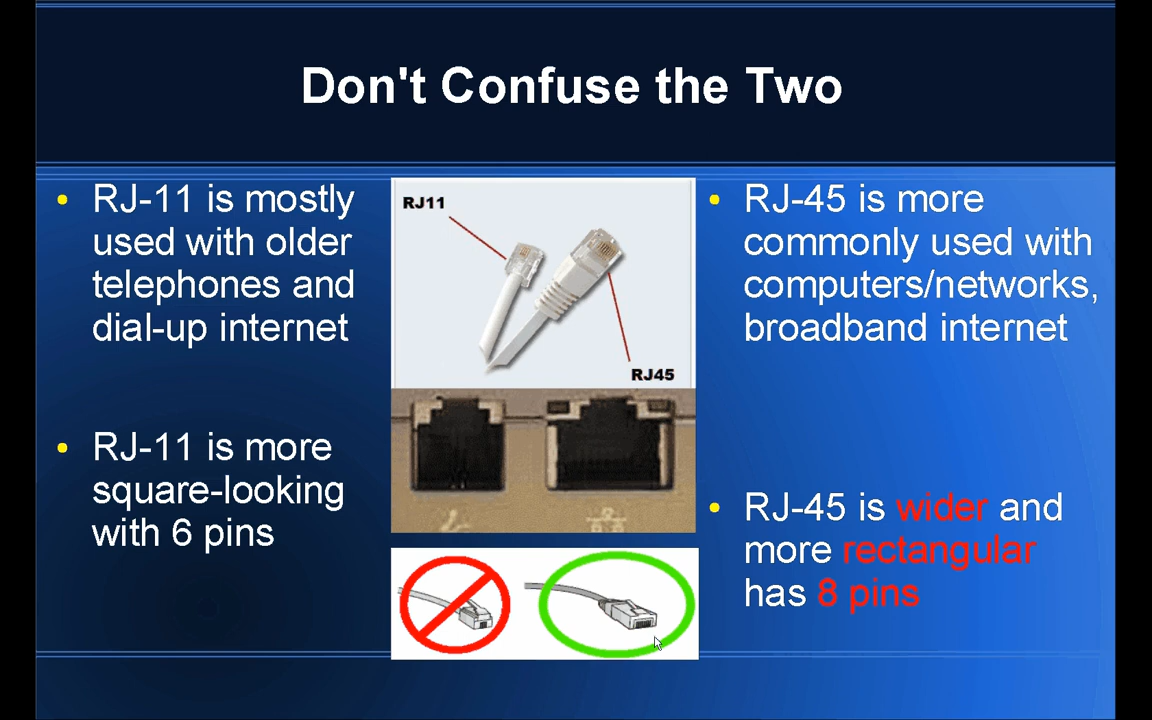 Don't Confuse the Two
• RJ-11 is mostly
used with older
telephones and
dial-up internet
• RJ-11 is more
square-looking
with 6 pins
RJ11
RJ45
• RJ-45 is more
commonly used with
computers/networks,
broadband internet
• RJ-45 is wider and
more rectangular
has 8 pins